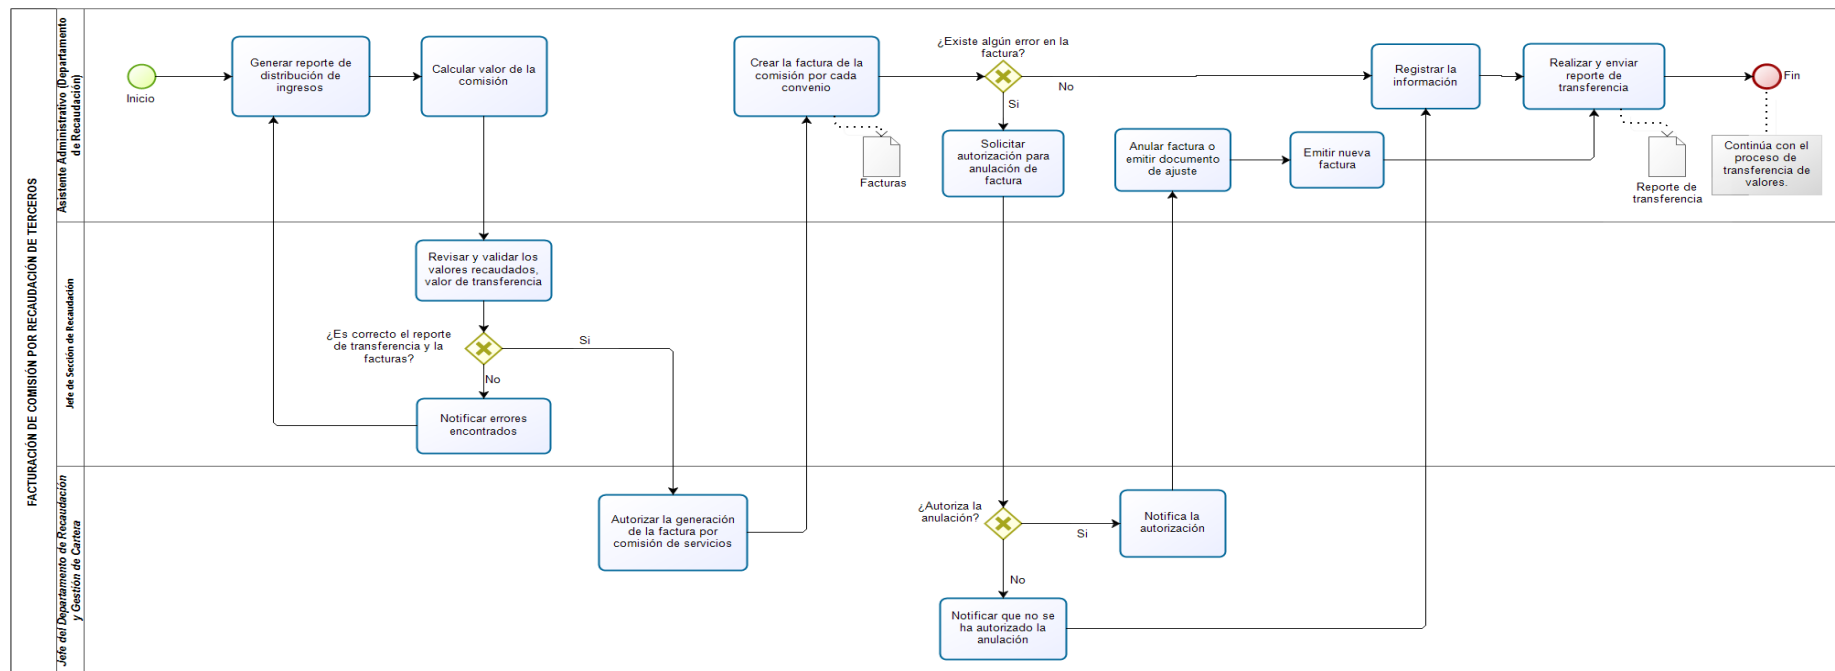 FACTURACIÓN DE COMISIÓN POR RECAUDACIÓN DE TERCEROS
Asistente Administrativo (Departamento
de Recaudación)
Inicio
Generar reporte de
distribución de
ingresos
Calcular valor de la
comisión
Crear la factura de la
comisión por cada
convenio
Facturas
¿Existe algún error en la
factura?
No
Si
Solicitar
autorización para
anulación de
factura
Anular factura o
emitir documento
de ajuste
Emitir nueva
factura
Registrar la
información
Realizar y enviar
reporte de
transferencia
Reporte de
transferencia
Fin
Continúa con el
proceso de
transferencia de
valores.
Jefe de Sección de Recaudación
Revisar y validar los
valores recaudados,
valor de transferencia
¿Es correcto el reporte
de transferencia y la
facturas?
Si
No
Notificar errores
encontrados
Jefe del Departamento de Recaudación
y Gestión de Cartera
Autorizar la generación
de la factura por
comisión de servicios
¿Autoriza la
anulación?
Si
Notifica la
autorización
No
Notificar que no se
ha autorizado la
anulación